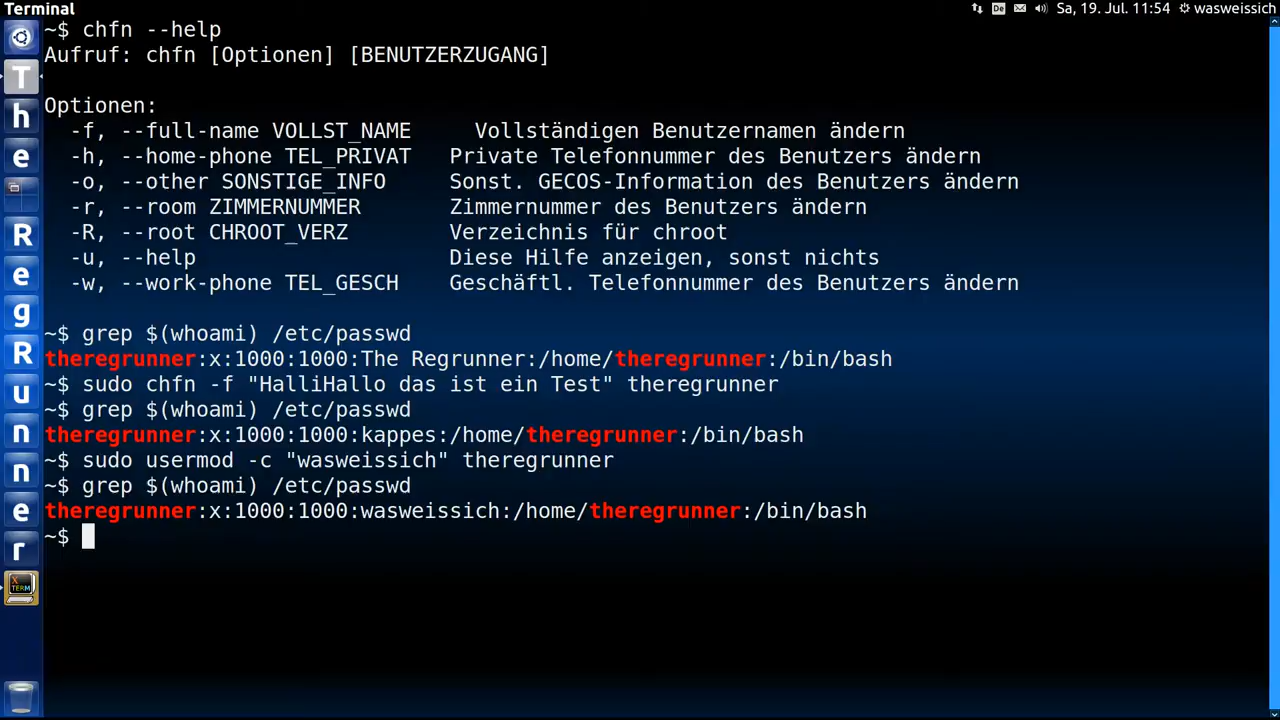 Terminal
De
Sa, 19. Jul. 11:54
wasweissich
~$ chfn --help
Aufruf: chfn [Optionen] [BENUTZERZUGANG]
Optionen:
-f, --full-name VOLLST_NAME Vollständigen Benutzernamen ändern
-h, --home-phone TEL_PRIVAT Private Telefonnummer des Benutzers ändern
-o, --other SONSTIGE_INFO Sonst. GECOS-Information des Benutzers ändern
-r, --room ZIMMERNUMMER Zimmernummer des Benutzers ändern
-R, --root CHROOT_VERZ Verzeichnis für chroot
-u, --help Diese Hilfe anzeigen, sonst nichts
-w, --work-phone TEL_GESCH Geschäftl. Telefonnummer des Benutzers ändern
~$ grep $(whoami) /etc/passwd
theregrunner:x:1000:1000:The Regrunner:/home/theregrunner:/bin/bash
~$ sudo chfn -f "HalliHallo das ist ein Test" theregrunner
~$ grep $(whoami) /etc/passwd
theregrunner:x:1000:1000:kappes:/home/theregrunner:/bin/bash
~$ sudo usermod -c "wasweissich" theregrunner
~$ grep $(whoami) /etc/passwd
theregrunner:x:1000:1000:wasweissich:/home/theregrunner:/bin/bash
~$
T
h
e
R
e
g
R
u
n
n
e
r
X
TERM